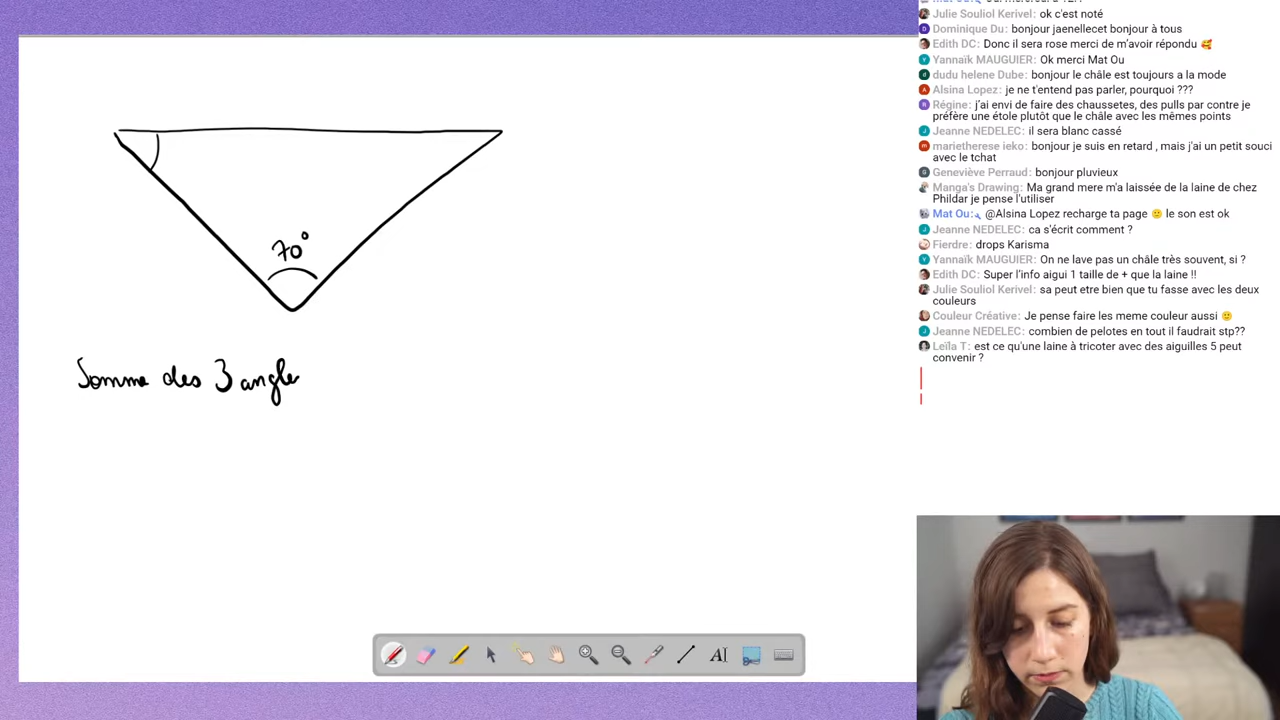 70°
Somme des 3 angles
Julie Souliol Kerivel: ok c'est noté
Dominique Du: bonjour jaenellecet bonjour à tous
Edith DC: Donc il sera rose merci de m'avoir répondu 🥰
Yannaïk MAUGUIER: Ok merci Mat Ou
dudu helene Dube: bonjour le châle est toujours a la mode
Alsina Lopez: je ne t'entend pas parler, pourquoi ???
Régine: j'ai envi de faire des chaussetes, des pulls par contre je
préfère une étole plutôt que le châle avec les mêmes points
Jeanne NEDELEC: il sera blanc cassé
marietherese ieko: bonjour je suis en retard , mais j'ai un petit souci
avec le tchat
Geneviève Perraud: bonjour pluvieux
Manga's Drawing: Ma grand mere m'a laissée de la laine de chez
Phildar je pense l'utiliser
Mat Ou: @Alsina Lopez recharge ta page 🙂 le son est ok
Jeanne NEDELEC: ca s'écrit comment ?
Fierdre: drops Karisma
Yannaïk MAUGUIER: On ne lave pas un châle très souvent, si ?
Edith DC: Super l'info aigui 1 taille de + que la laine !!
Julie Souliol Kerivel: sa peut etre bien que tu fasse avec les deux
couleurs
Couleur Créative: Je pense faire les meme couleur aussi 🙂
Jeanne NEDELEC: combien de pelotes en tout il faudrait stp??
Leïla T: est ce qu'une laine à tricoter avec des aiguilles 5 peut
convenir ?
AI